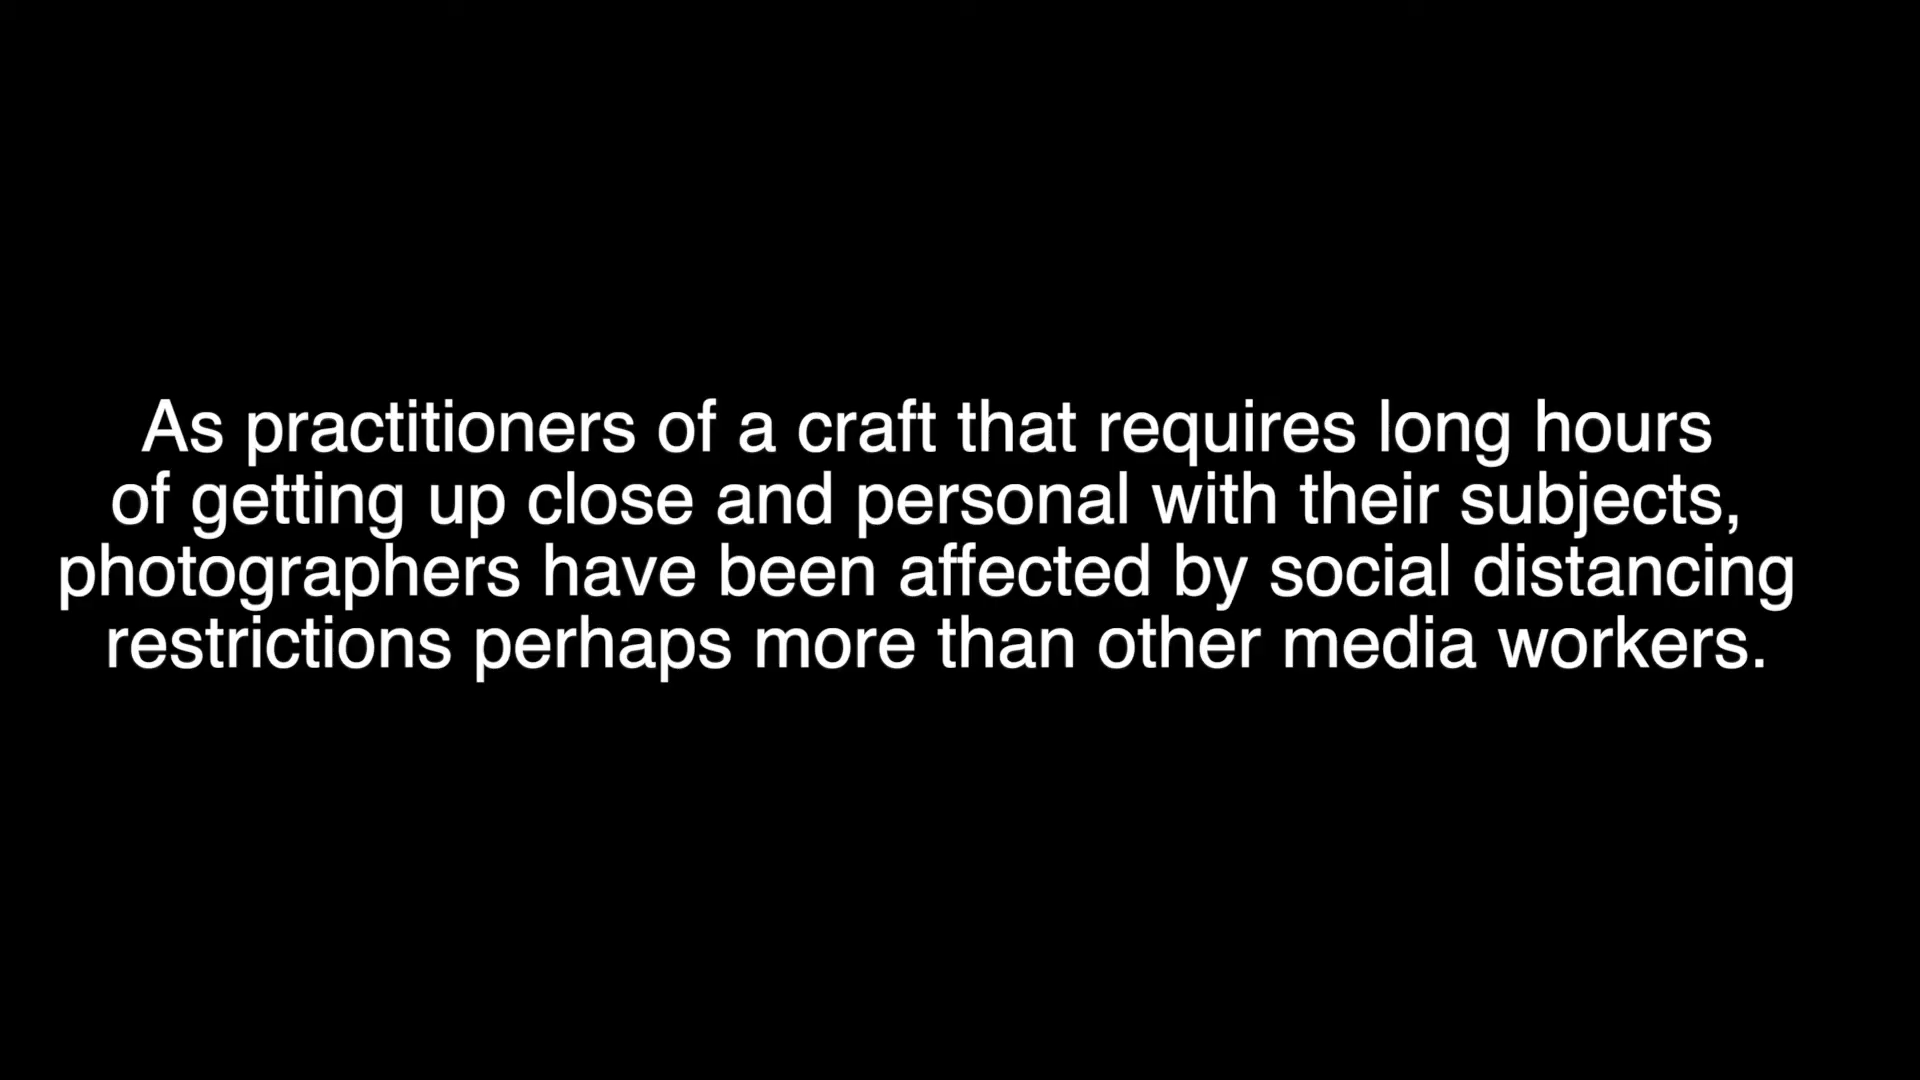 As practitioners of a craft that requires long hours
of getting up close and personal with their subjects,
photographers have been affected by social distancing
restrictions perhaps more than other media workers.